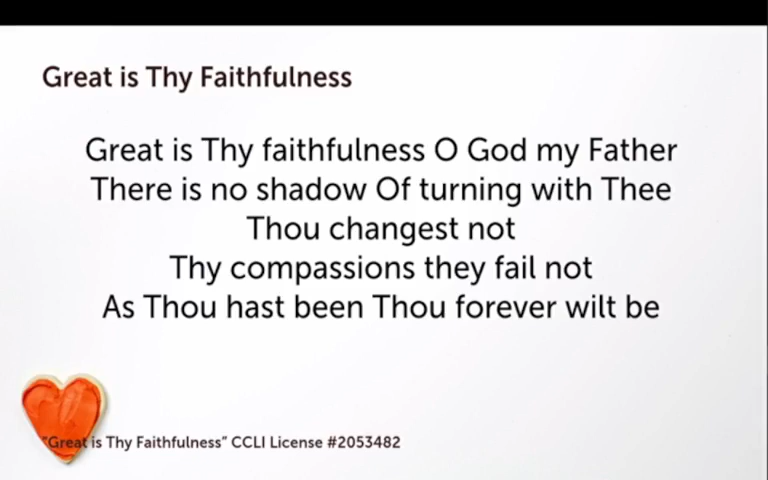 Great is Thy Faithfulness
Great is Thy faithfulness O God my Father
There is no shadow Of turning with Thee
Thou changest not
Thy compassions they fail not
As Thou hast been Thou forever wilt be
"Great is Thy Faithfulness" CCLI License #2053482